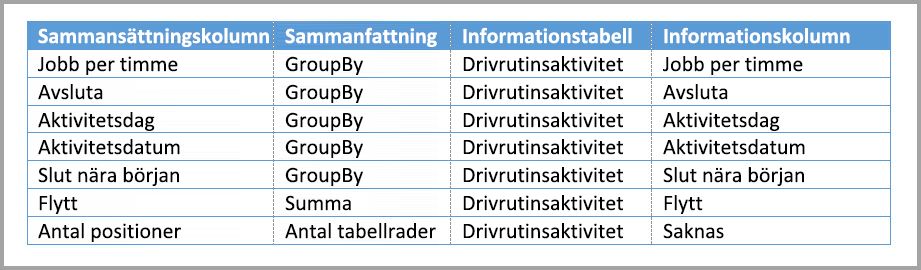 Sammansättningskolumn Sammanfattning Informationstabell Informationskolumn
Jobb per timme GroupBy Drivrutinsaktivitet Jobb per timme
Avsluta GroupBy Drivrutinsaktivitet Avsluta
Aktivitetsdag GroupBy Drivrutinsaktivitet Aktivitetsdag
Aktivitetsdatum GroupBy Drivrutinsaktivitet Aktivitetsdatum
Slut nära början GroupBy Drivrutinsaktivitet Slut nära början
Flytt Summa Drivrutinsaktivitet Flytt
Antal positioner Antal tabellrader Drivrutinsaktivitet Saknas